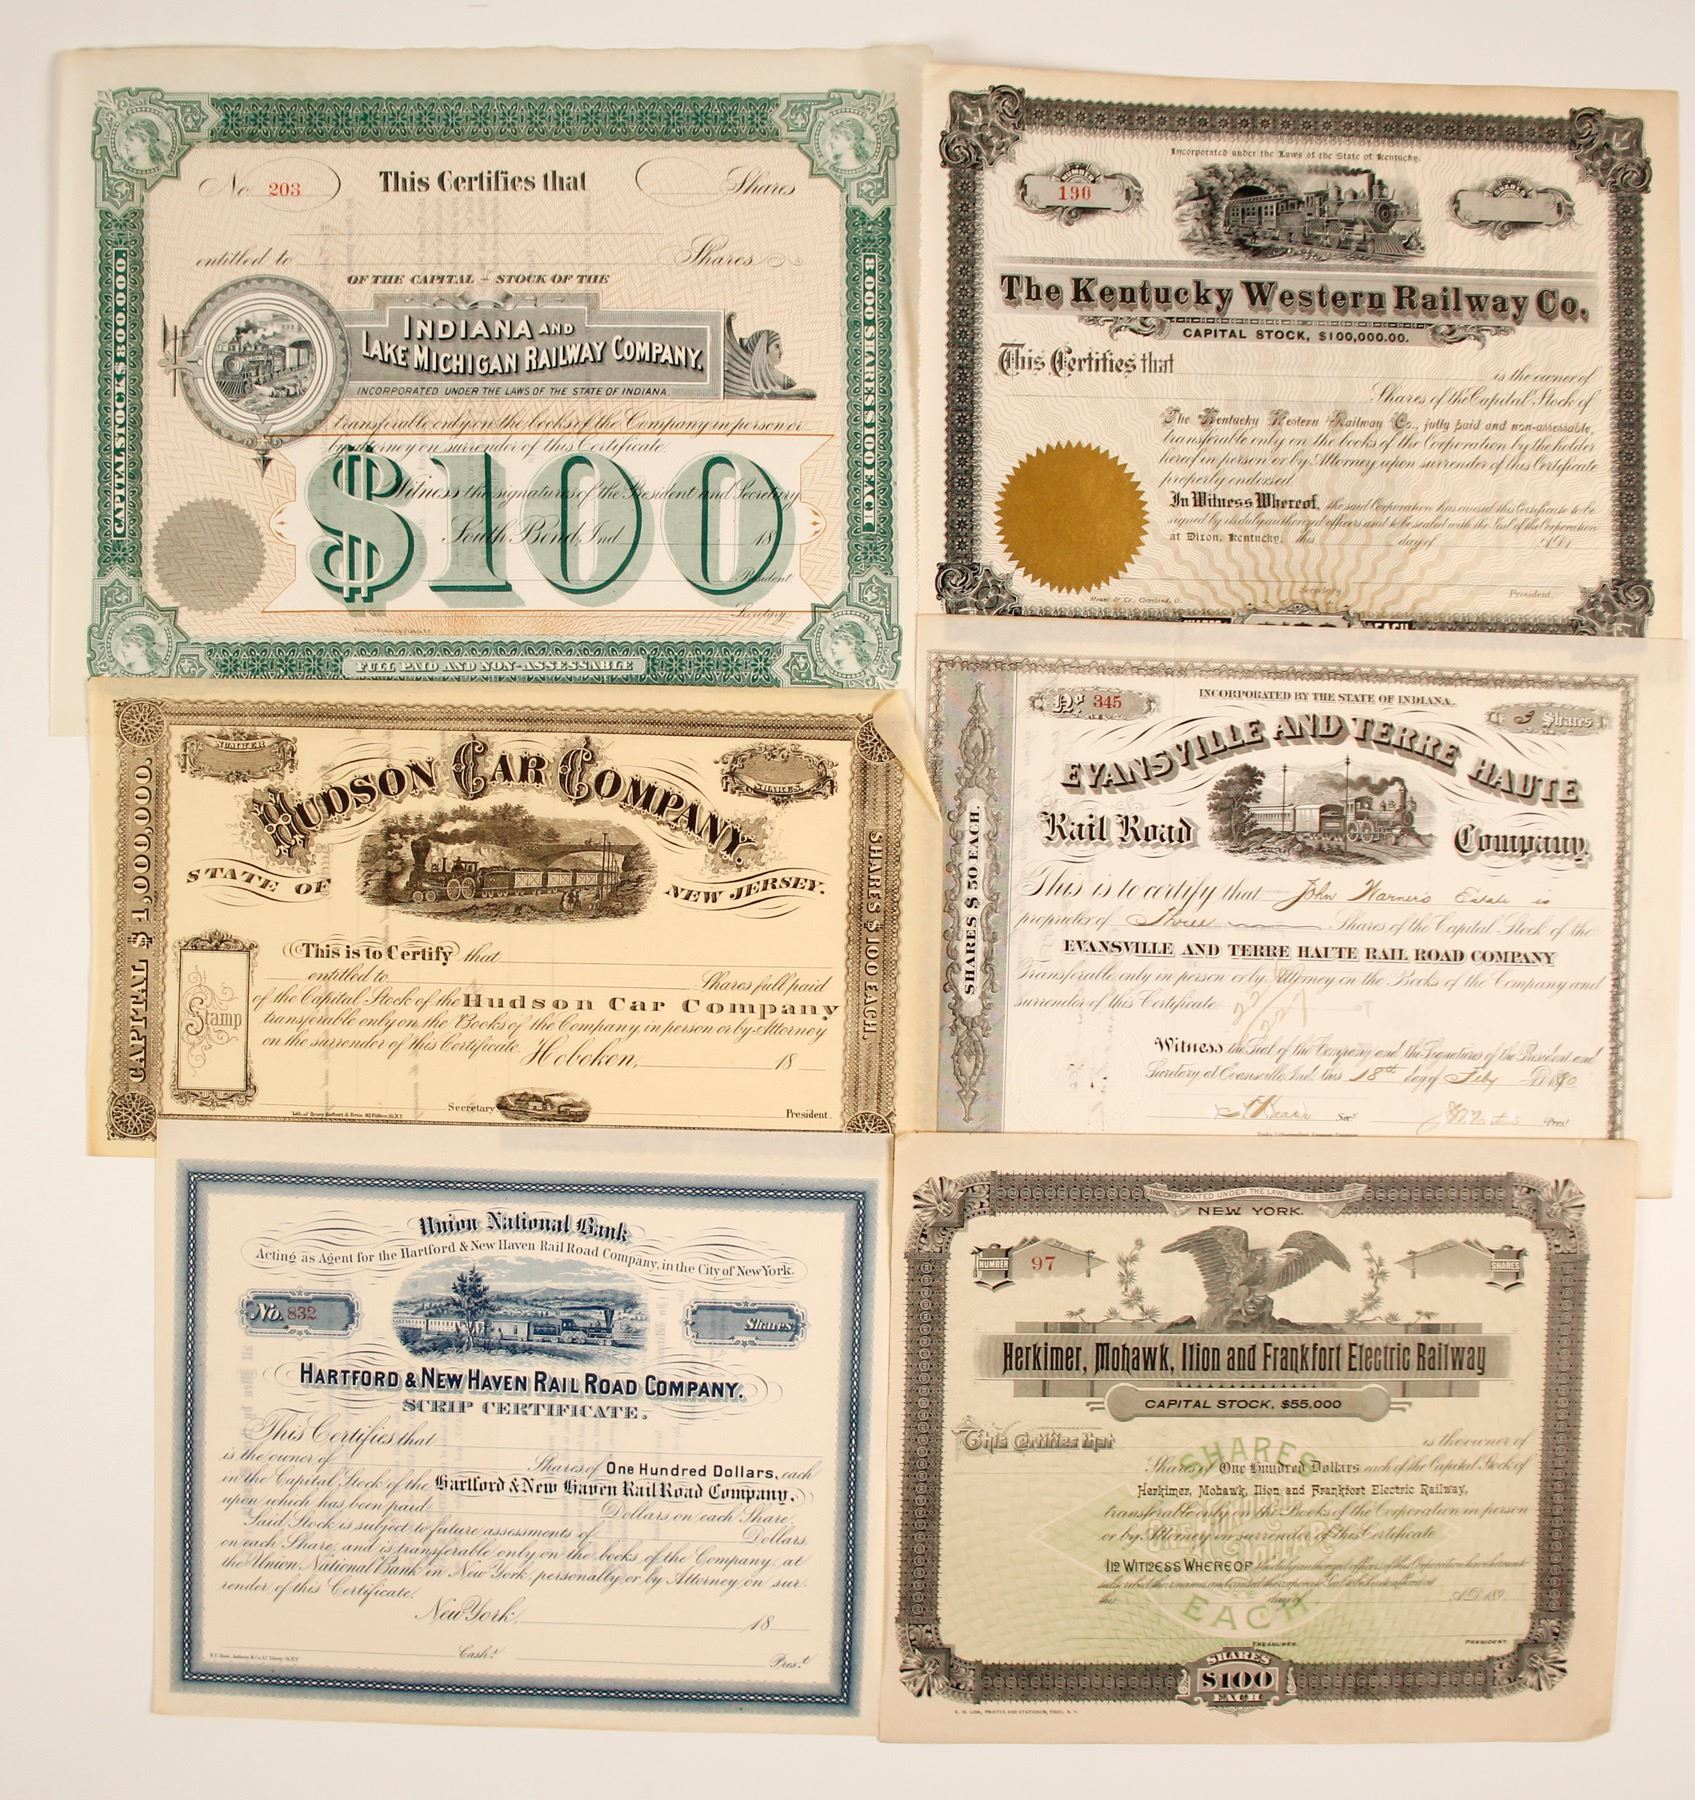 No. 203
This Certifies that
Shares
entitled to
Shares
OF THE CAPITAL - STOCK OF THE
INDIANA AND
LAKE MICHIGAN RAILWAY COMPANY.
INCORPORATED UNDER THE LAWS OF THE STATE OF INDIANA.
transferable only on the books of the Company in person or
by attorney on surrender of this Certificate.
$100
Witness the signatures of the President and Secretary
South Bend, Ind. 18
President
Secretary.
CAPITAL STOCK $ 800.000.
8000 SHARES $100 EACH
FULL PAID AND NON-ASSESSABLE
Incorporated under the Laws of the State of Kentucky.
NUMBER
190
SHARES
The Kentucky Western Railway Co.
CAPITAL STOCK, $100,000.00.
This Certifies that
is the owner of
Shares of the Capital Stock of
The Kentucky Western Railway Co., fully paid and non-assessable,
transferable only on the books of the Corporation by the holder
hereof in person or by Attorney upon surrender of this Certificate
properly endorsed.
In Witness Whereof, the said Corporation has caused this Certificate to be
signed by its duly authorized officers and to be sealed with the Seal of the Corporation
at Dixon, Kentucky, this day of A.D.
Secretary
President.
SHARES
EACH
NUMBER
SHARES
HUDSON CAR COMPANY.
STATE OF
NEW JERSEY.
CAPITAL $1,000,000.
SHARES $100 EACH.
This is to Certify that
entitled to Shares full paid
of the Capital Stock of the Hudson Car Company
transferable only on the Books of the Company in person or by Attorney
on the surrender of this Certificate.
Hoboken, 18
Stamp
Secretary
President.
No. 345
INCORPORATED BY THE STATE OF INDIANA.
3 Shares
EVANSVILLE AND TERRE HAUTE
Rail Road
Company.
SHARES $50 EACH.
This is to certify that John Warner's Estate is
proprietor of Three Shares of the Capital Stock of the
EVANSVILLE AND TERRE HAUTE RAIL ROAD COMPANY
Transferable only in person or by Attorney on the Books of the Company and
surrender of this Certificate.
Witness the Seal of the Company and the Signatures of the President and
Secretary at Evansville, Ind. this 18th day of
Secy
Prest
Union National Bank
Acting as Agent for the Hartford & New Haven Rail Road Company, in the City of New York.
No. 832
Shares
HARTFORD & NEW HAVEN RAIL ROAD COMPANY.
SCRIP CERTIFICATE.
This Certifies that
is the owner of Shares of One Hundred Dollars, each
in the Capital Stock of the Hartford & New Haven Rail Road Company,
upon which has been paid Dollars on each Share.
Said Stock is subject to future assessments of Dollars
on each Share, and is transferable only on the books of the Company, at
the Union National Bank in New York, personally, or by Attorney on sur-
render of this Certificate.
New York, 18
Cashr
Prest
INCORPORATED UNDER THE LAWS OF THE STATE OF
NEW YORK.
NUMBER
97
SHARES
Herkimer, Mohawk, Ilion and Frankfort Electric Railway
CAPITAL STOCK, $55,000
This Certifies that
is the owner of
Shares of One Hundred Dollars each of the Capital Stock of
Herkimer, Mohawk, Ilion and Frankfort Electric Railway,
transferable only on the Books of the Corporation in person
or by Attorney on surrender of this Certificate.
IN WITNESS WHEREOF the duly authorized officers of this Corporation have hereunto
this day of A.D. 189
SHARES
ONE HUNDRED
DOLLARS
EACH
TREASURER.
PRESIDENT.
SHARES
$100
EACH